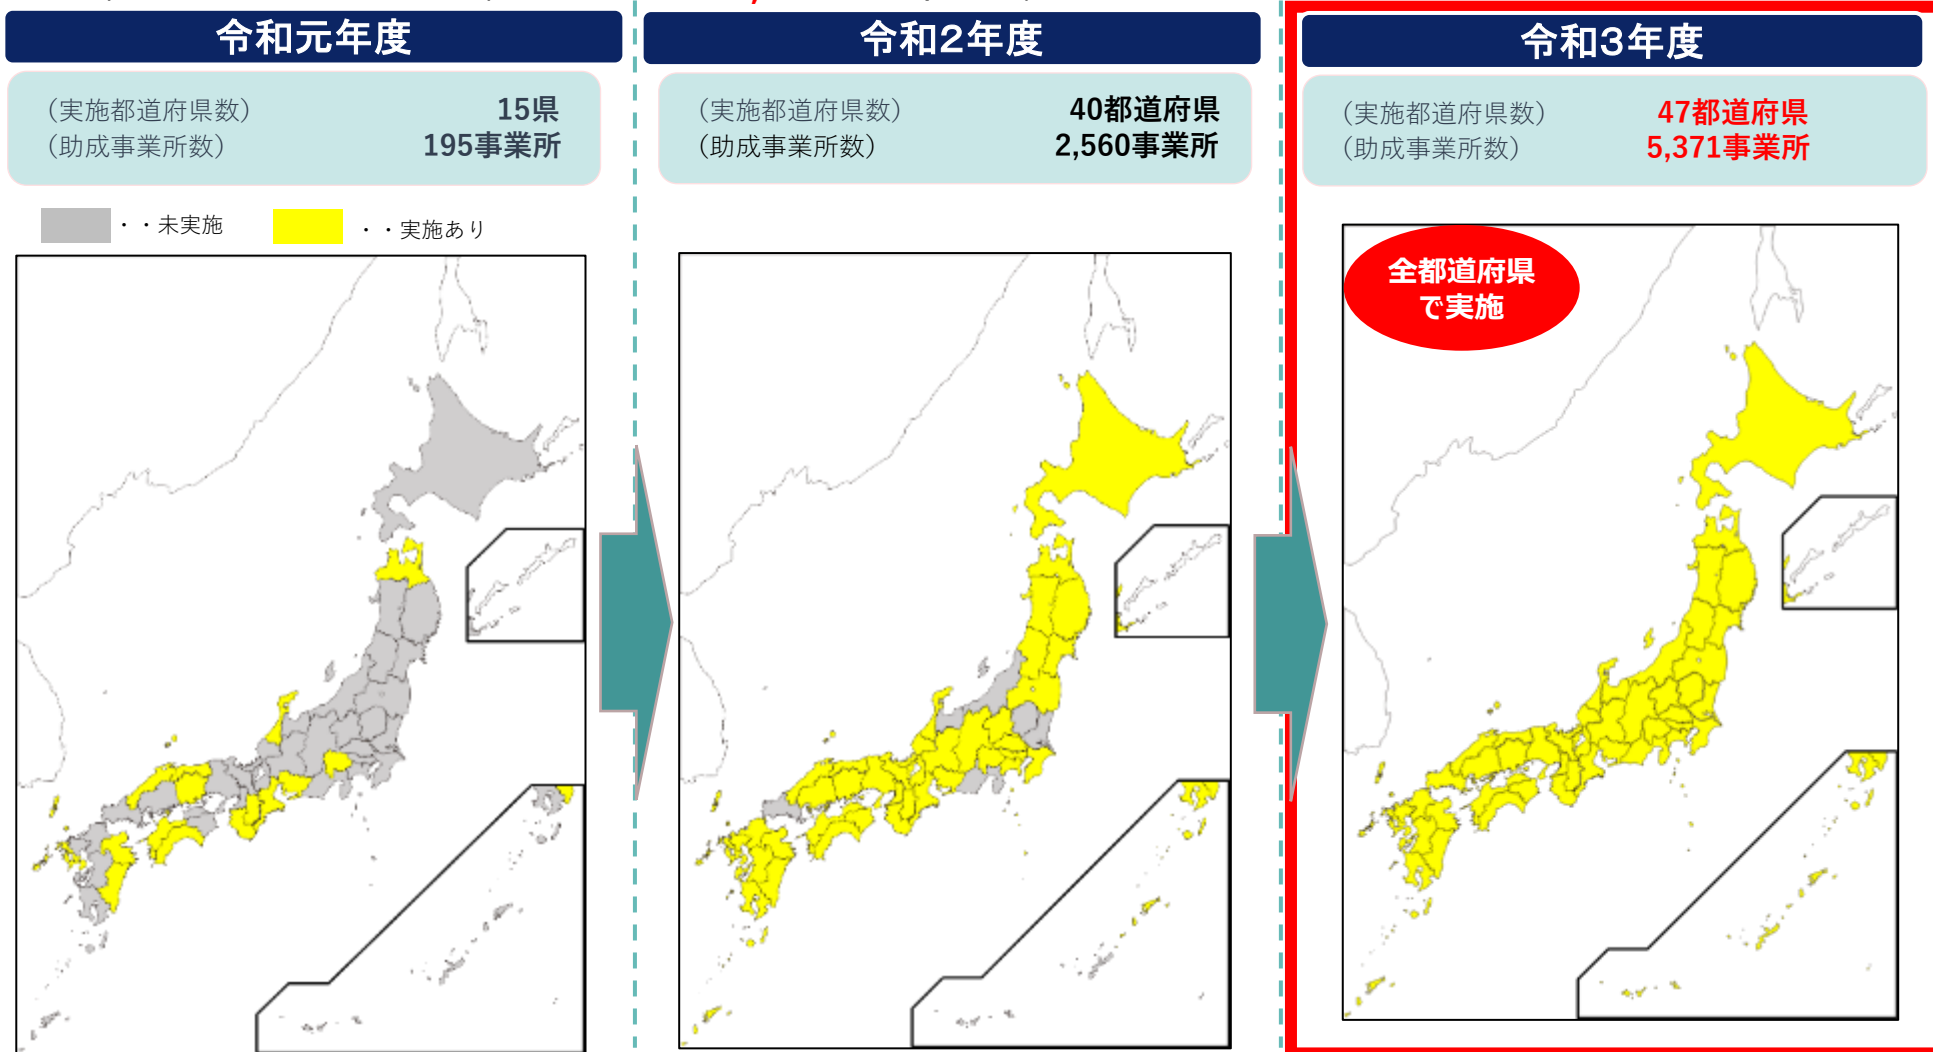 令和元年度
(実施都道府県数) 15県
(助成事業所数) 195事業所
・・未実施 ・・実施あり
令和2年度
(実施都道府県数) 40都道府県
(助成事業所数) 2,560事業所
令和3年度
(実施都道府県数) 47都道府県
(助成事業所数) 5,371事業所
全都道府県
で実施